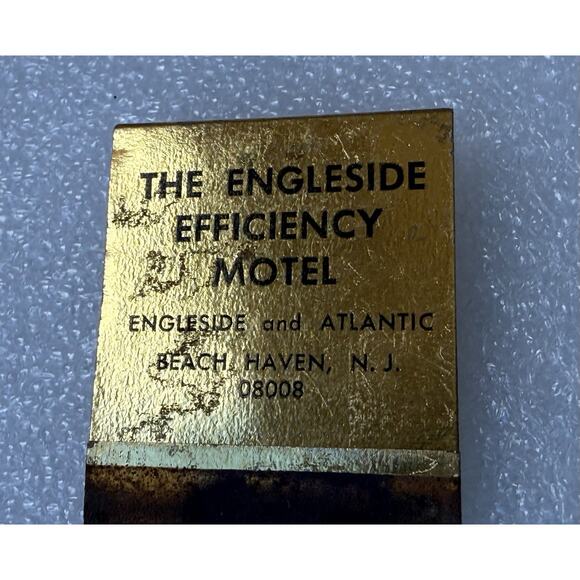 THE ENGLESIDE
EFFICIENCY
MOTEL
ENGLESIDE and ATLANTIC
BEACH HAVEN, N. J.
08008